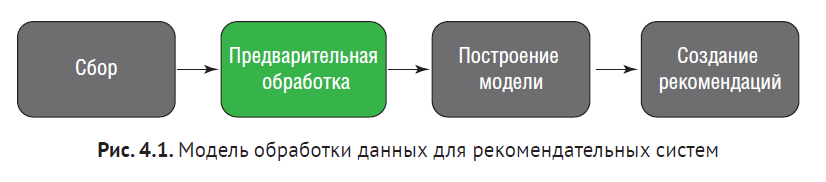 Сбор
Предварительная
обработка
Построение
модели
Создание
рекомендаций
Рис. 4.1. Модель обработки данных для рекомендательных систем